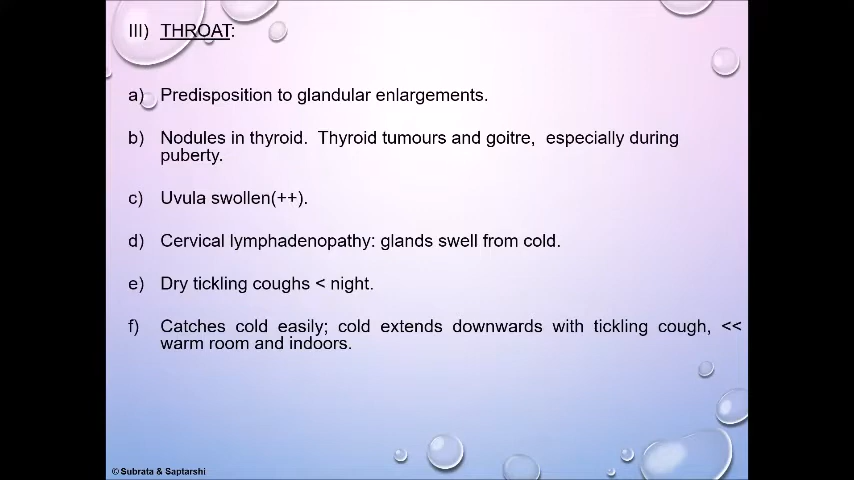 III) THROAT:
a) Predisposition to glandular enlargements.
b) Nodules in thyroid. Thyroid tumours and goitre, especially during
puberty.
c) Uvula swollen(++).
d) Cervical lymphadenopathy: glands swell from cold.
e) Dry tickling coughs < night.
f) Catches cold easily; cold extends downwards with tickling cough, <<
warm room and indoors.
© Subrata & Saptarshi